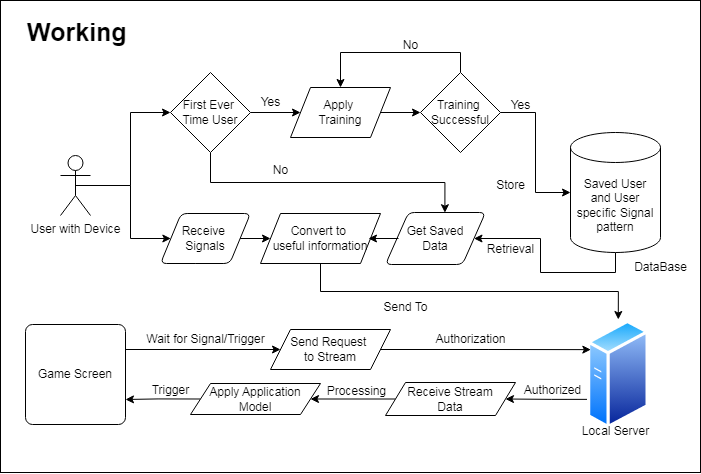 Working
No
First Ever
Time User
Yes
Apply
Training
Training
Successful
Yes
No
Store
Saved User
and User
specific Signal
pattern
User with Device
Receive
Signals
Convert to
useful information
Get Saved
Data
Retrieval
DataBase
Send To
Game Screen
Wait for Signal/Trigger
Send Request
to Stream
Authorization
Trigger
Apply Application
Model
Processing
Receive Stream
Data
Authorized
Local Server